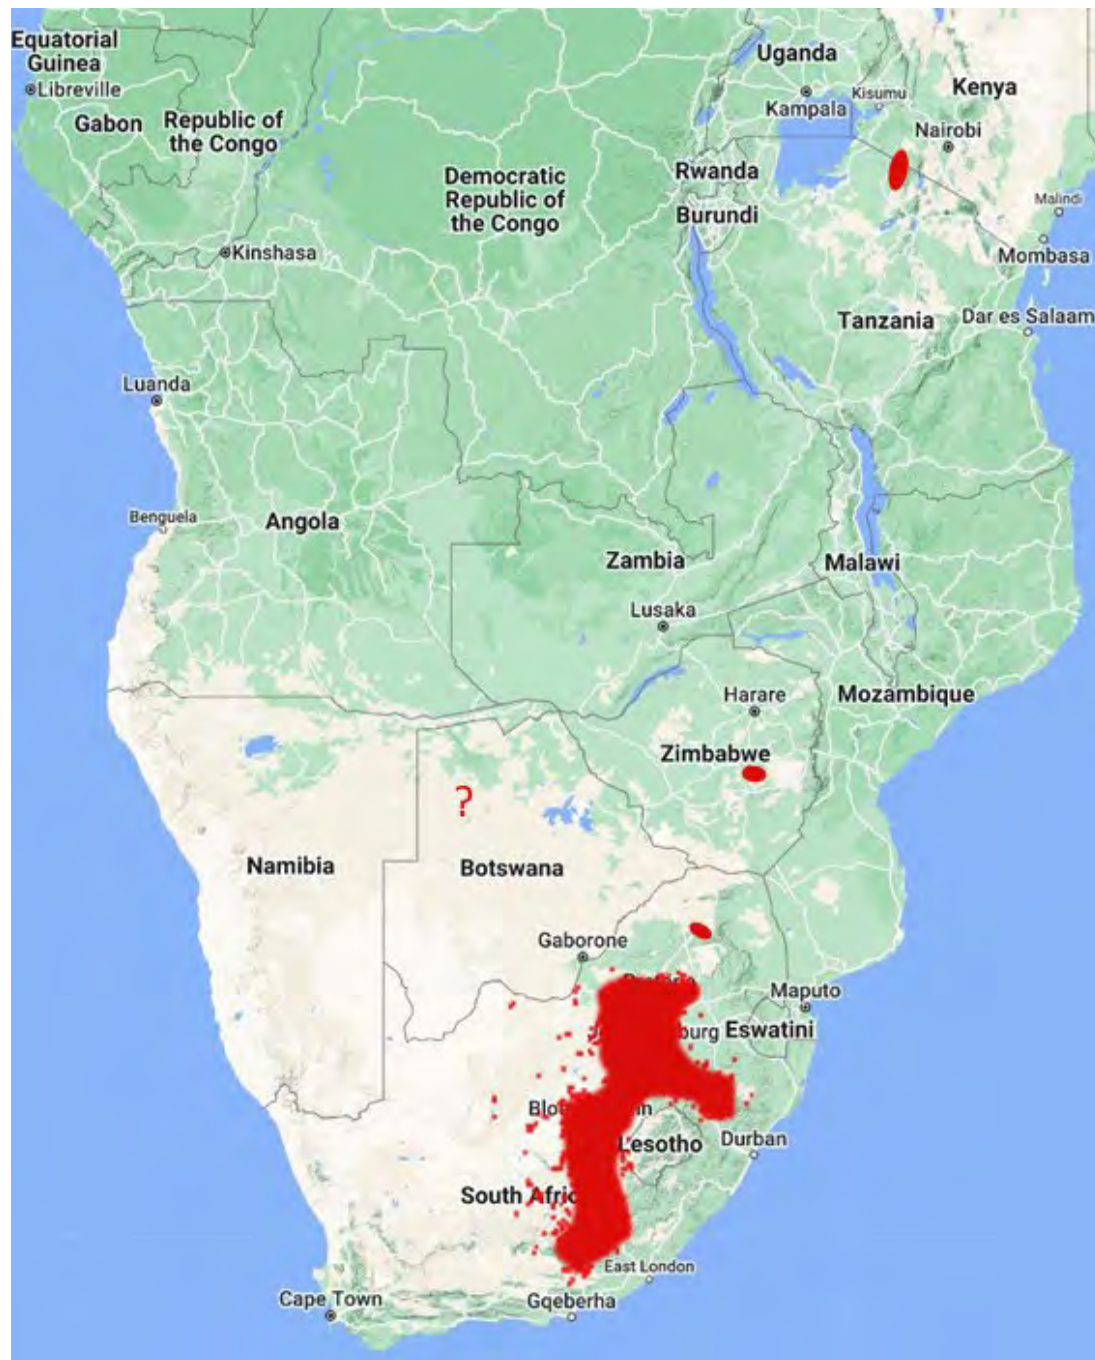 Equatorial
Guinea
Libreville
Gabon
Republic of
the Congo
Kinshasa
Democratic
Republic of
the Congo
Uganda
Kampala
Kisumu
Kenya
Nairobi
Rwanda
Burundi
Malindi
Mombasa
Tanzania
Dar es Salaam
Luanda
Benguela
Angola
Zambia
Lusaka
Malawi
Harare
Mozambique
Zimbabwe
?
Namibia
Botswana
Gaborone
Maputo
burg
Eswatini
Lesotho
Durban
South Afric
East London
Cape Town
Gqeberha